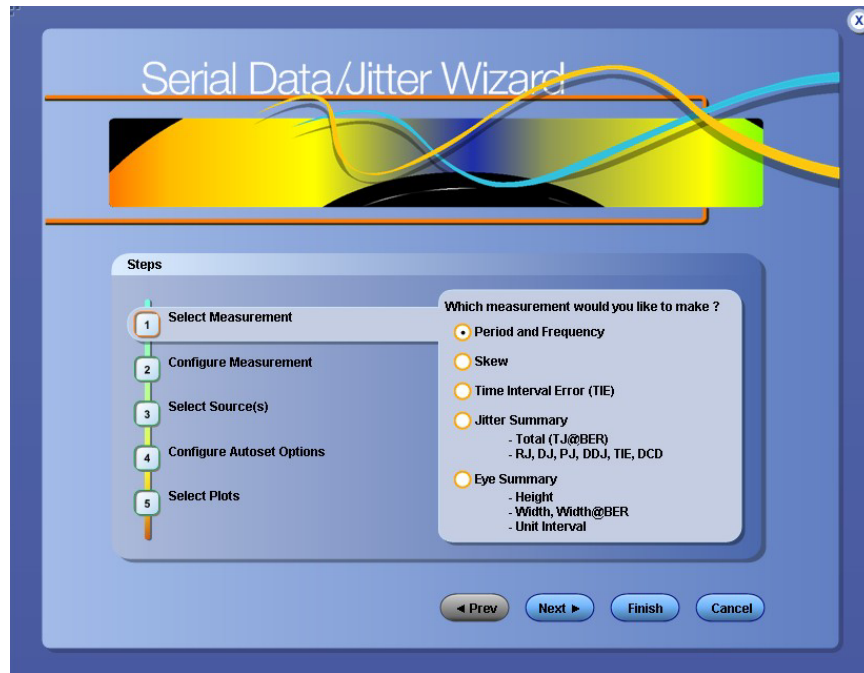 X
Serial Data/Jitter Wizard
Steps
1 Select Measurement
2 Configure Measurement
3 Select Source(s)
4 Configure Autoset Options
5 Select Plots
Which measurement would you like to make ?
Period and Frequency
Skew
Time Interval Error (TIE)
Jitter Summary
- Total (TJ@BER)
- RJ, DJ, PJ, DDJ, TIE, DCD
Eye Summary
- Height
- Width, Width@BER
- Unit Interval
◄ Prev Next ► Finish Cancel